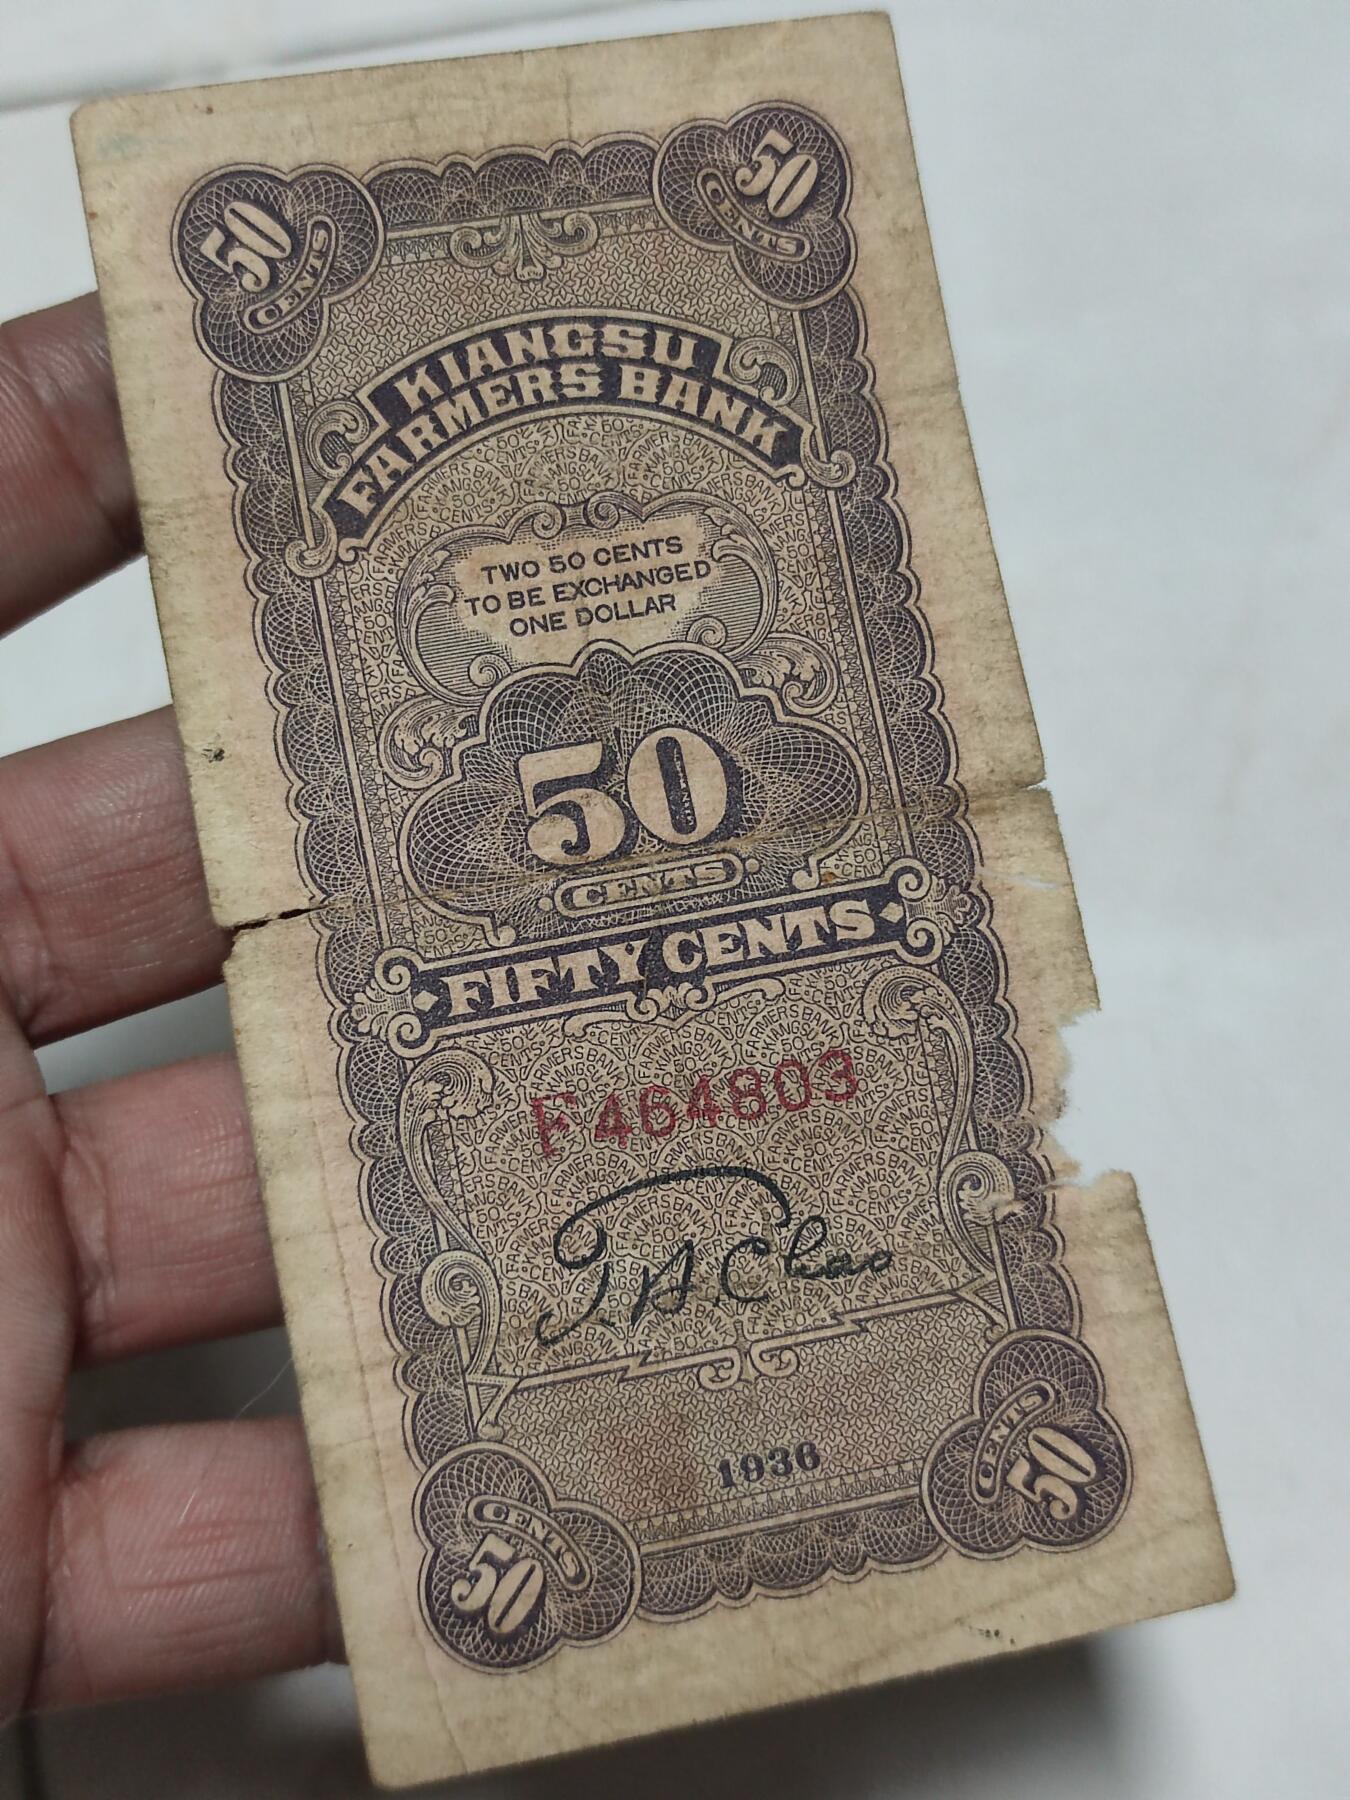 50
CENTS
50
CENTS
KIANGSU
FARMERS BANK
TWO 50 CENTS
TO BE EXCHANGED
ONE DOLLAR
50
CENTS
FIFTY CENTS
F464803
T. S. Chao
1936
CENTS
50
CENTS
50